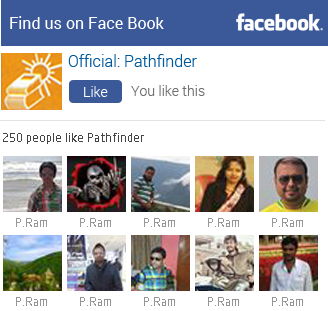 Find us on Face Book
facebook.
Official: Pathfinder
Like You like this
250 people like Pathfinder
P.Ram P.Ram P.Ram P.Ram P.Ram
P.Ram P.Ram P.Ram P.Ram P.Ram